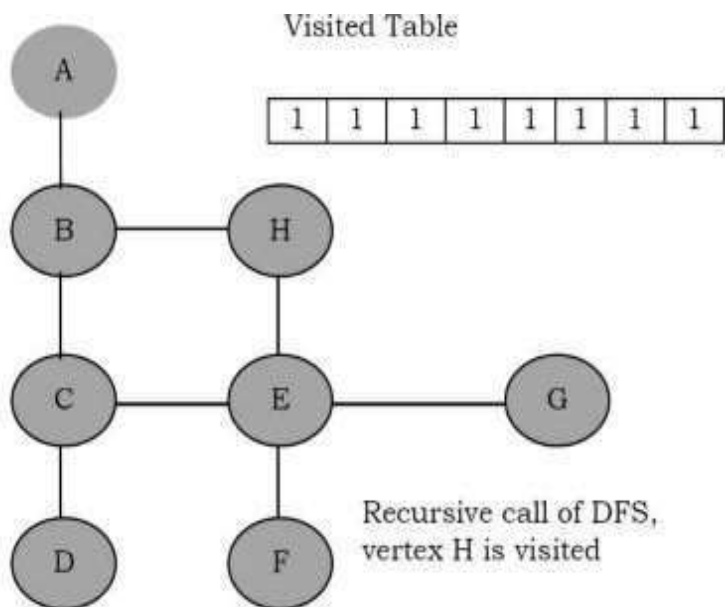 Visited Table
A
1 1 1 1 1 1 1 1
B H
C E G
Recursive call of DFS,
vertex H is visited
D F